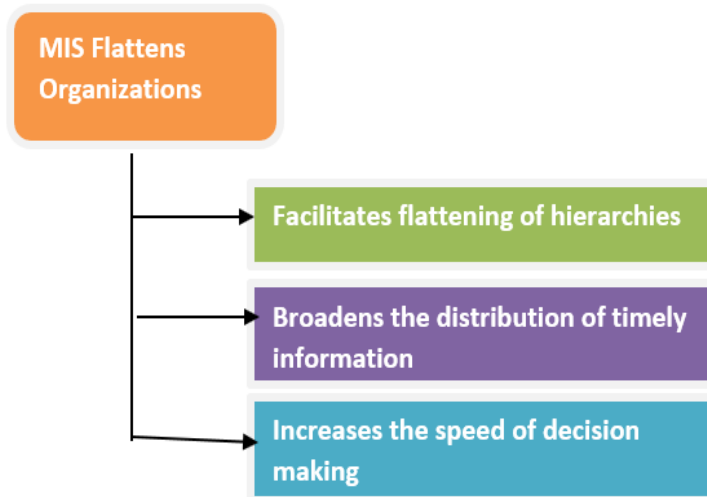 MIS Flattens
Organizations
Facilitates flattening of hierarchies
Broadens the distribution of timely
information
Increases the speed of decision
making